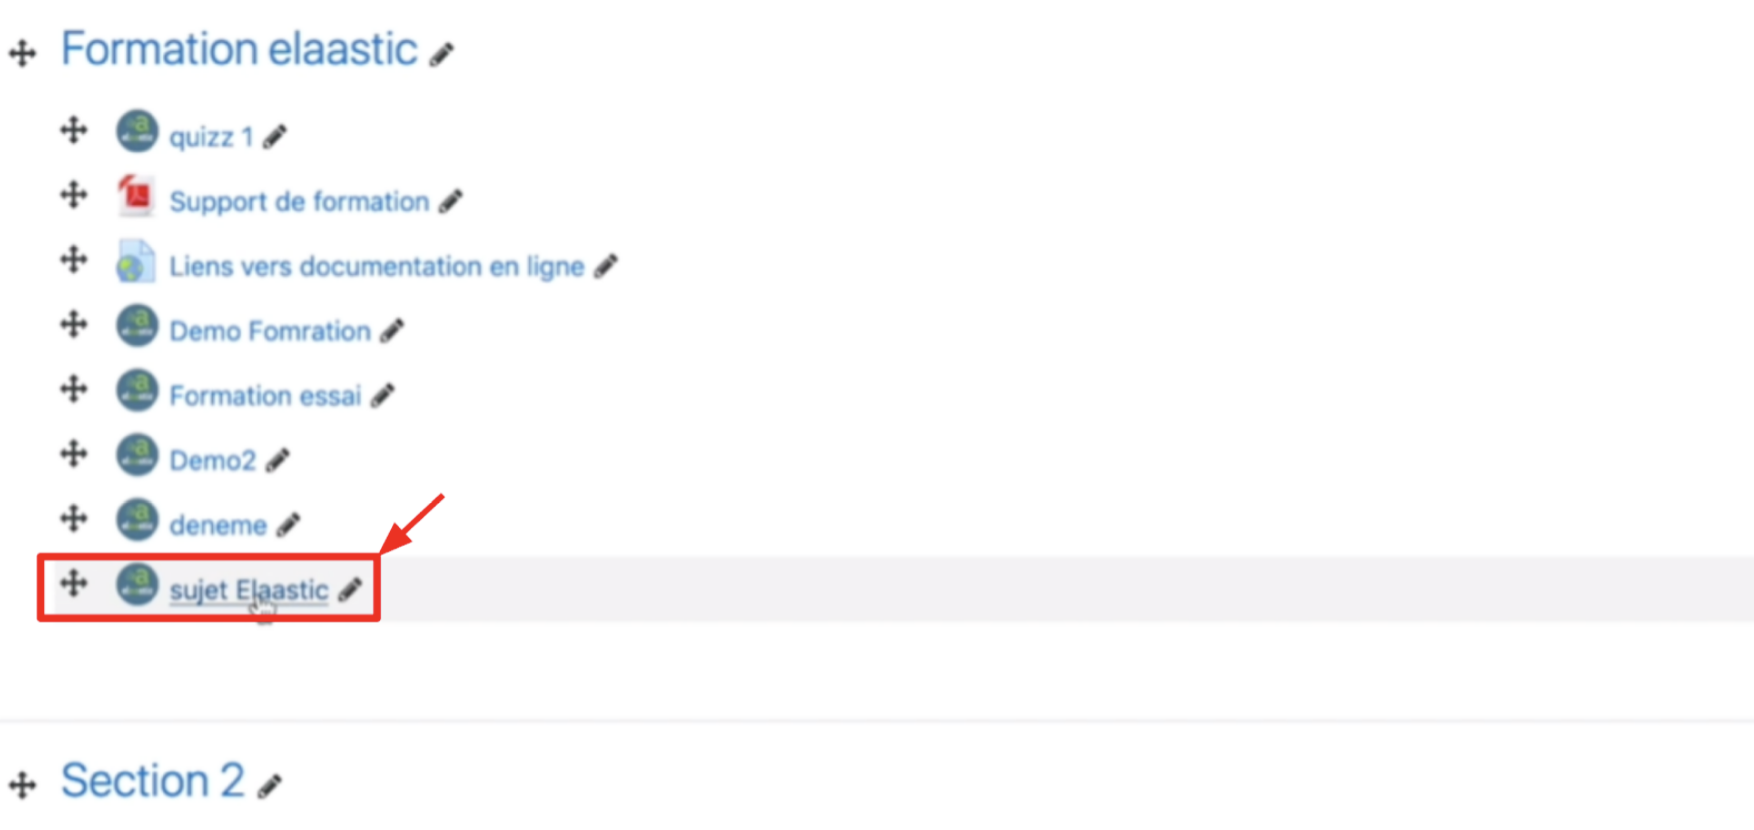 Formation elaastic
quizz 1
Support de formation
Liens vers documentation en ligne
Demo Fomration
Formation essai
Demo2
deneme
sujet Elaastic
Section 2